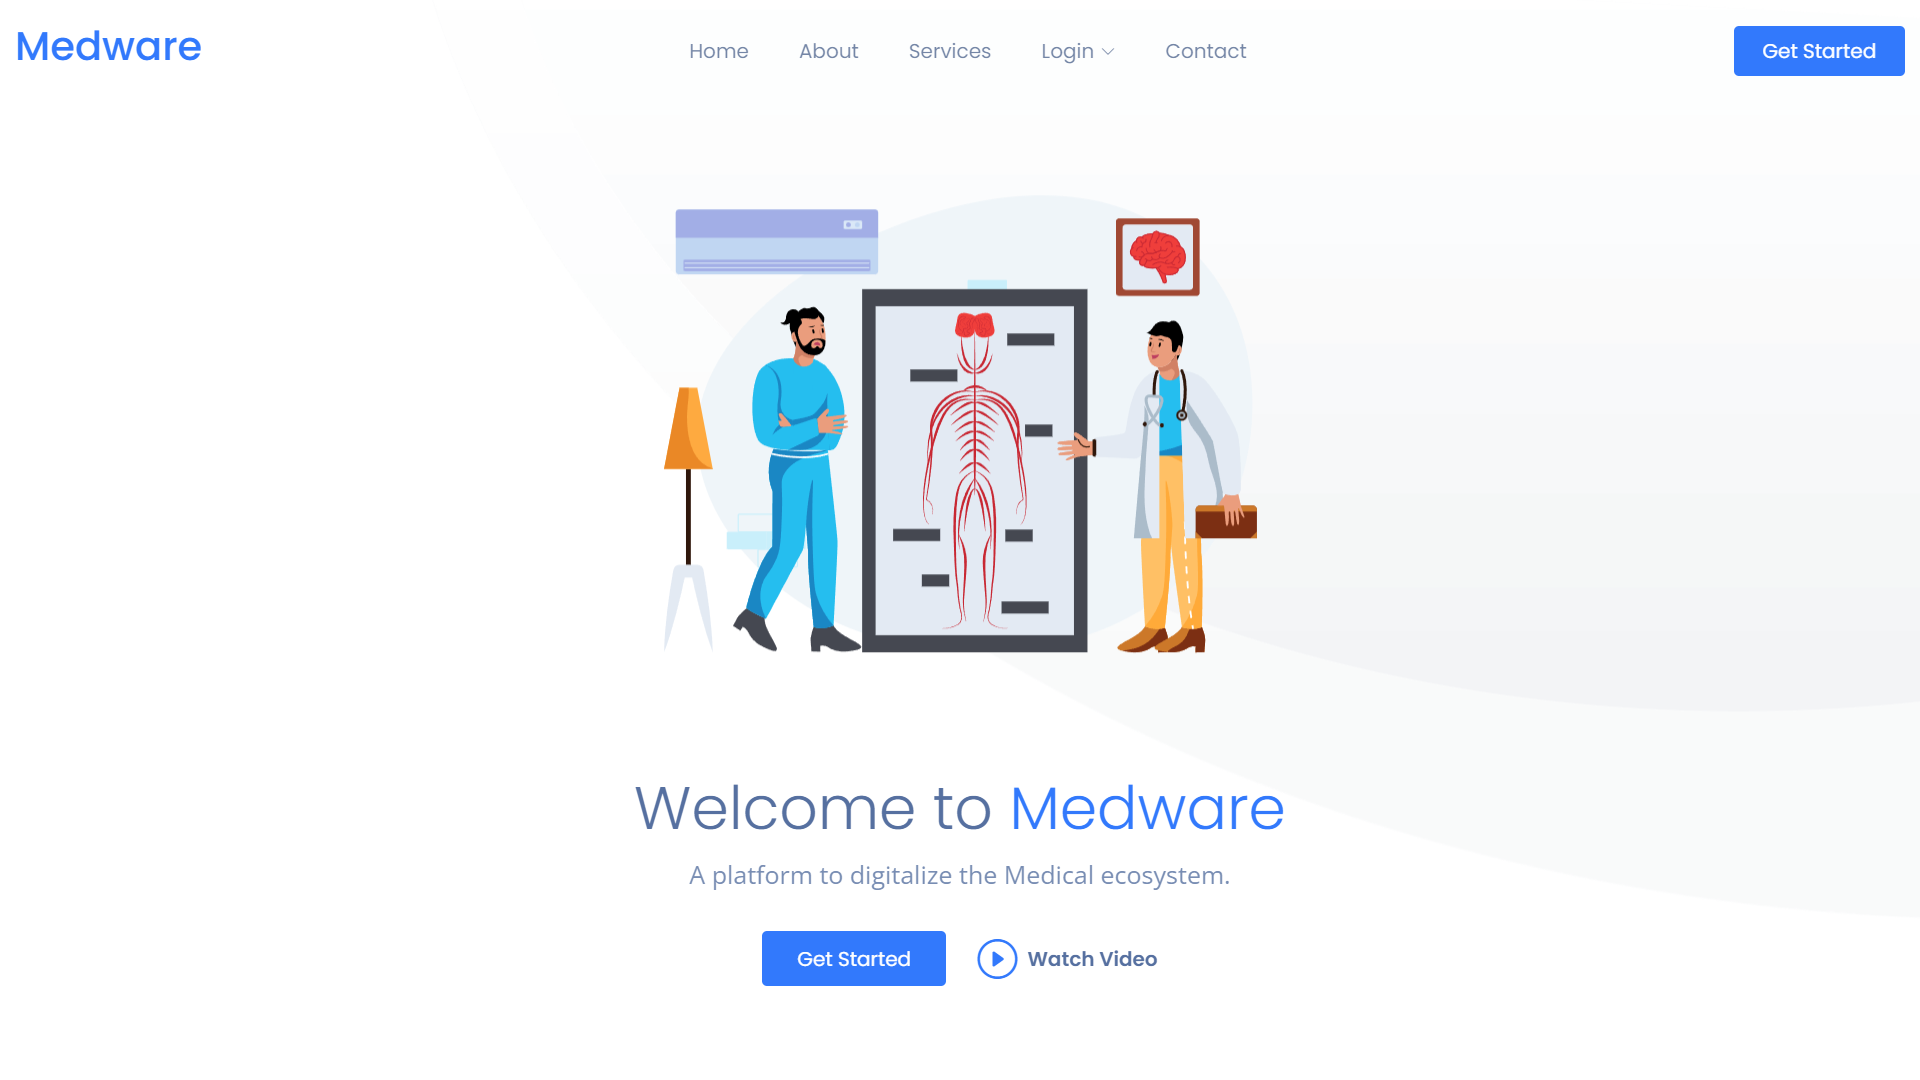 Medware
Home About Services Login Contact
Get Started
Welcome to Medware
A platform to digitalize the Medical ecosystem.
Get Started
Watch Video